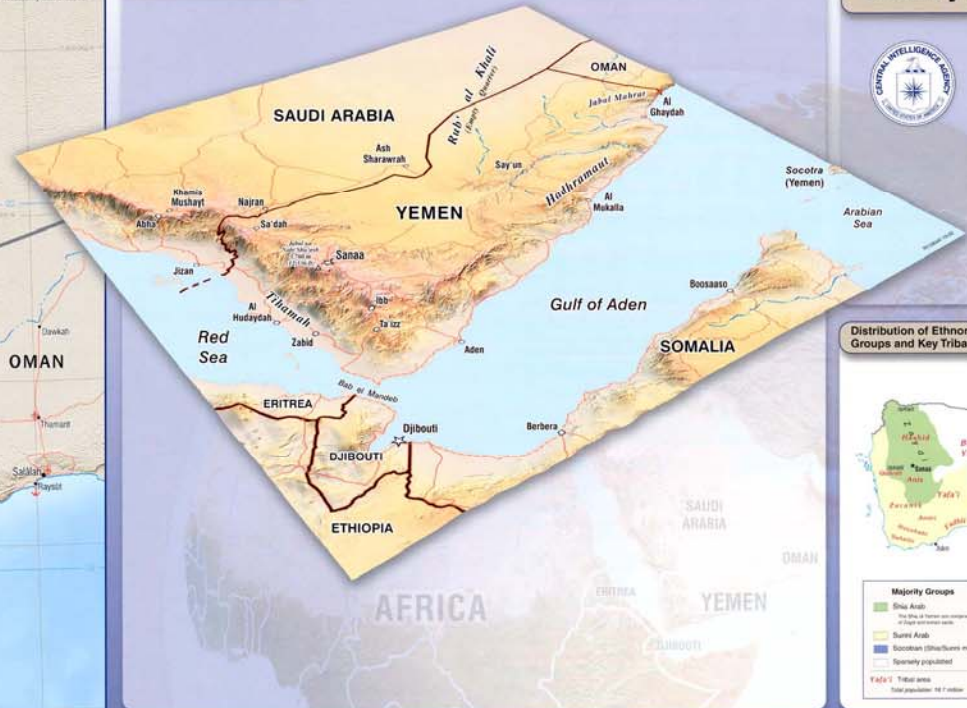 CENTRAL INTELLIGENCE AGENCY
UNITED STATES OF AMERICA
OMAN
Dawkah
Thamarit
Salalah
Raysut
SAUDI ARABIA
Rub' al Khali
(Empty Quarter)
OMAN
Jabal Mahrat
Al
Ghaydah
Ash
Sharawrah
Say'un
Hadhramaut
Al
Mukalla
Socotra
(Yemen)
Arabian
Sea
Khamis
Mushayt
Abha
Najran
Sa'dah
YEMEN
Sanaa
Jizan
Al
Hudaydah
Tihamah
Zabid
Ibb
Ta'izz
Aden
Red
Sea
Gulf of Aden
Boosaaso
SOMALIA
Bab el Mandeb
ERITREA
Djibouti
DJIBOUTI
Berbera
ETHIOPIA
AFRICA
SAUDI
ARABIA
OMAN
ERITREA
YEMEN
DJIBOUTI
Distribution of Ethnor
Groups and Key Triba
Hashid
Sanaa
Anis
Yafa'i
Zaraniq
Aden
Majority Groups
Shia Arab
Sunni Arab
Socotran (Shia/Sunni m
Sparsely populated
Yafa'i Tribal area